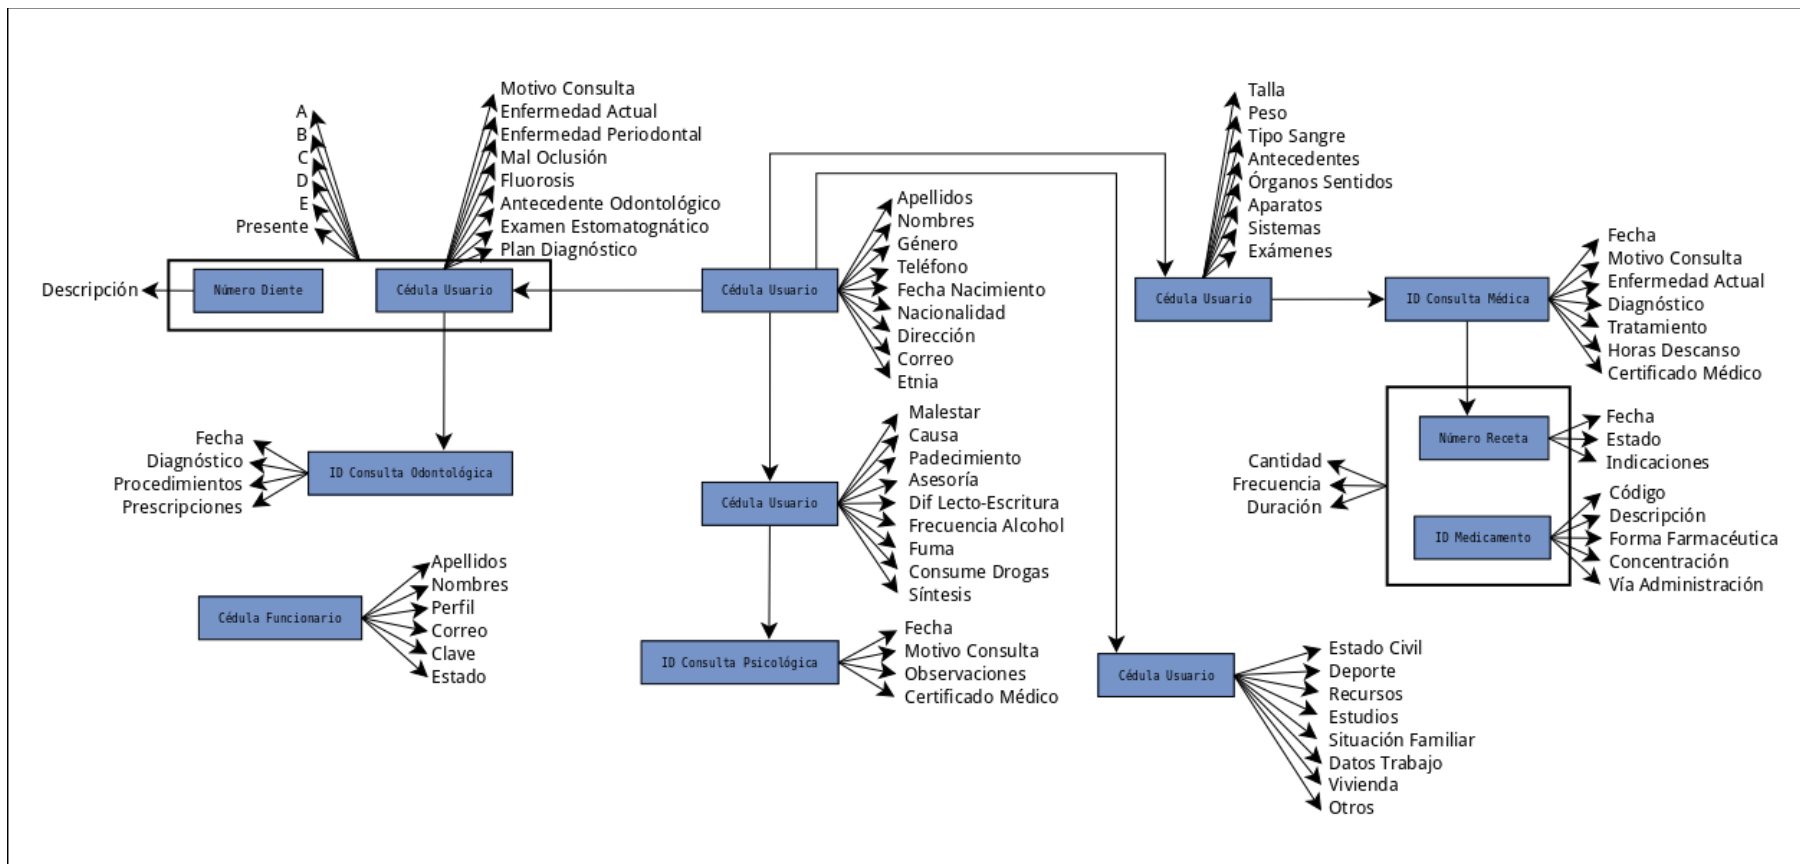 A
B
C
D
E
Presente
Motivo Consulta
Enfermedad Actual
Enfermedad Periodontal
Mal Oclusión
Fluorosis
Antecedente Odontológico
Examen Estomatognático
Plan Diagnóstico
Descripción
Número Diente
Cédula Usuario
Fecha
Diagnóstico
Procedimientos
Prescripciones
ID Consulta Odontológica
Cédula Funcionario
Apellidos
Nombres
Perfil
Correo
Clave
Estado
Cédula Usuario
Apellidos
Nombres
Género
Teléfono
Fecha Nacimiento
Nacionalidad
Dirección
Correo
Etnia
Cédula Usuario
Malestar
Causa
Padecimiento
Asesoría
Dif Lecto-Escritura
Frecuencia Alcohol
Fuma
Consume Drogas
Síntesis
ID Consulta Psicológica
Fecha
Motivo Consulta
Observaciones
Certificado Médico
Talla
Peso
Tipo Sangre
Antecedentes
Órganos Sentidos
Aparatos
Sistemas
Exámenes
Cédula Usuario
ID Consulta Médica
Fecha
Motivo Consulta
Enfermedad Actual
Diagnóstico
Tratamiento
Horas Descanso
Certificado Médico
Número Receta
Fecha
Estado
Indicaciones
Cantidad
Frecuencia
Duración
ID Medicamento
Código
Descripción
Forma Farmacéutica
Concentración
Vía Administración
Cédula Usuario
Estado Civil
Deporte
Recursos
Estudios
Situación Familiar
Datos Trabajo
Vivienda
Otros